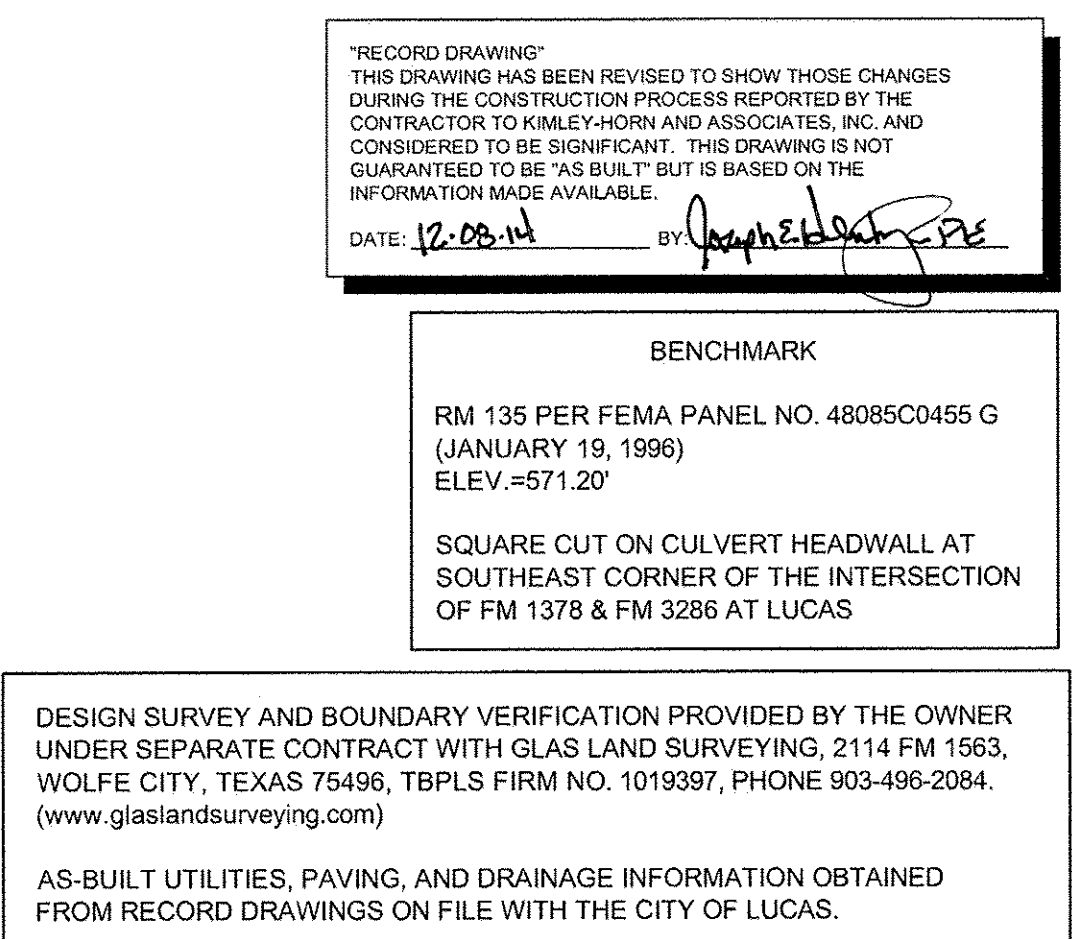 "RECORD DRAWING"
THIS DRAWING HAS BEEN REVISED TO SHOW THOSE CHANGES
DURING THE CONSTRUCTION PROCESS REPORTED BY THE
CONTRACTOR TO KIMLEY-HORN AND ASSOCIATES, INC. AND
CONSIDERED TO BE SIGNIFICANT. THIS DRAWING IS NOT
GUARANTEED TO BE "AS BUILT" BUT IS BASED ON THE
INFORMATION MADE AVAILABLE.
DATE: 12.08.14 BY: Joseph E. PE
BENCHMARK
RM 135 PER FEMA PANEL NO. 48085C0455 G
(JANUARY 19, 1996)
ELEV.=571.20'
SQUARE CUT ON CULVERT HEADWALL AT
SOUTHEAST CORNER OF THE INTERSECTION
OF FM 1378 & FM 3286 AT LUCAS
DESIGN SURVEY AND BOUNDARY VERIFICATION PROVIDED BY THE OWNER
UNDER SEPARATE CONTRACT WITH GLAS LAND SURVEYING, 2114 FM 1563,
WOLFE CITY, TEXAS 75496, TBPLS FIRM NO. 1019397, PHONE 903-496-2084.
(www.glaslandsurveying.com)
AS-BUILT UTILITIES, PAVING, AND DRAINAGE INFORMATION OBTAINED
FROM RECORD DRAWINGS ON FILE WITH THE CITY OF LUCAS.